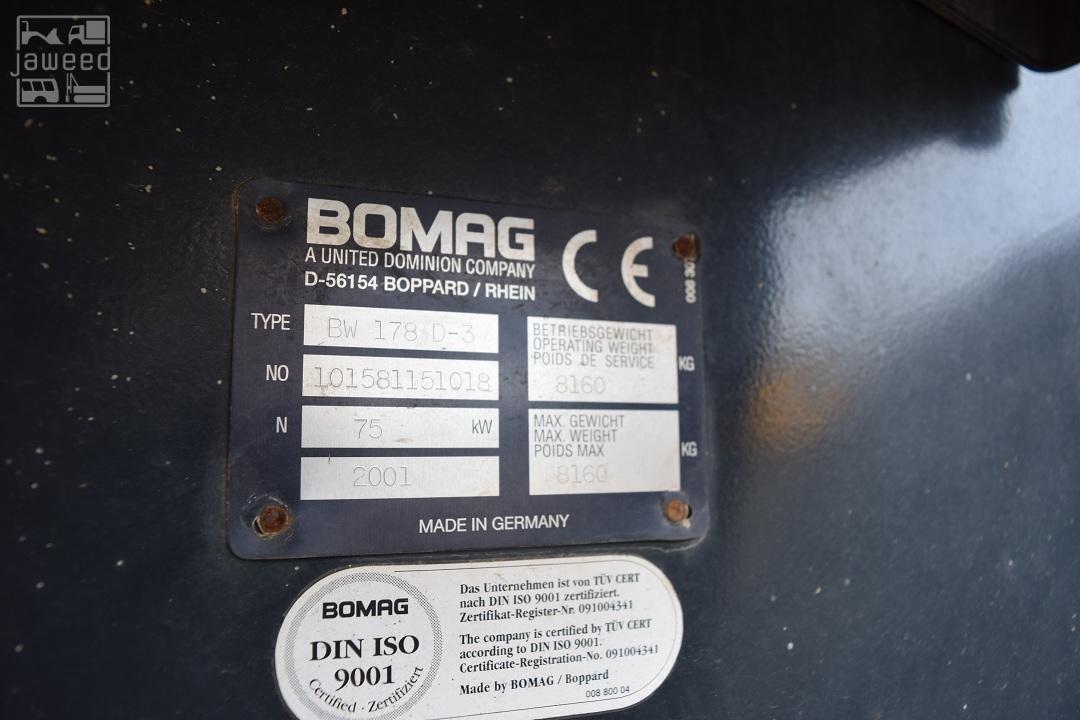 jaweed
BOMAG
A UNITED DOMINION COMPANY
D-56154 BOPPARD / RHEIN
CE
008 307
TYPE BW 178 D-3
NO 101581151018
N 75 kW
2001
BETRIEBSGEWICHT
OPERATING WEIGHT
POIDS DE SERVICE
8160 KG
MAX. GEWICHT
MAX. WEIGHT
POIDS MAX
8160 KG
MADE IN GERMANY
BOMAG
DIN ISO
9001
Certified · Zertifiziert
Das Unternehmen ist von TÜV CERT
nach DIN ISO 9001 zertifiziert.
Zertifikat-Register-Nr. 091004341
The company is certified by TÜV CERT
according to DIN ISO 9001.
Certificate-Registration-No. 091004341
Made by BOMAG / Boppard
008 800 04